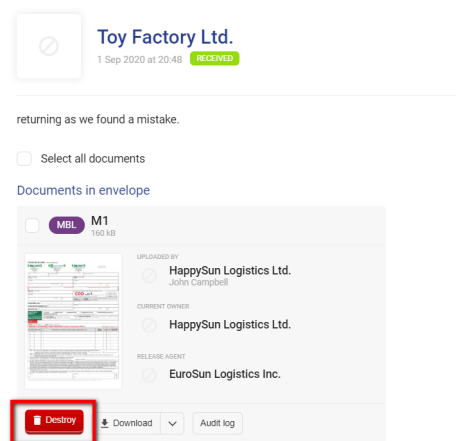 Toy Factory Ltd.
1 Sep 2020 at 20:48 RECEIVED
returning as we found a mistake.
Select all documents
Documents in envelope
MBL M1
160 kB
UPLOADED BY
HappySun Logistics Ltd.
John Campbell
CURRENT OWNER
HappySun Logistics Ltd.
RELEASE AGENT
EuroSun Logistics Inc.
Destroy Download Audit log